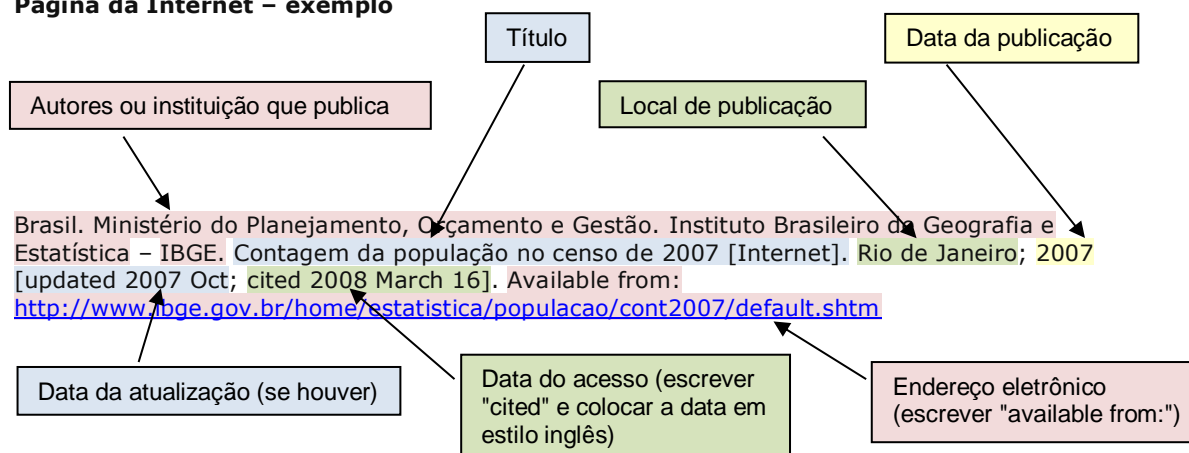 Página da Internet – exemplo
Título
Data da publicação
Autores ou instituição que publica
Local de publicação
Brasil. Ministério do Planejamento, Orçamento e Gestão. Instituto Brasileiro da Geografia e
Estatística – IBGE. Contagem da população no censo de 2007 [Internet]. Rio de Janeiro; 2007
[updated 2007 Oct; cited 2008 March 16]. Available from:
http://www.ibge.gov.br/home/estatistica/populacao/cont2007/default.shtm
Data da atualização (se houver)
Data do acesso (escrever
"cited" e colocar a data em
estilo inglês)
Endereço eletrônico
(escrever "available from:")